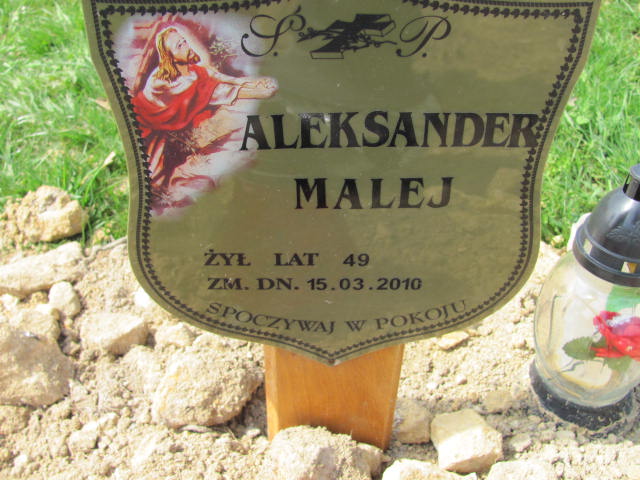 Ś. P.
ALEKSANDER
MALEJ
ŻYŁ LAT 49
ZM. DN. 15.03.2010
SPOCZYWAJ W POKOJU